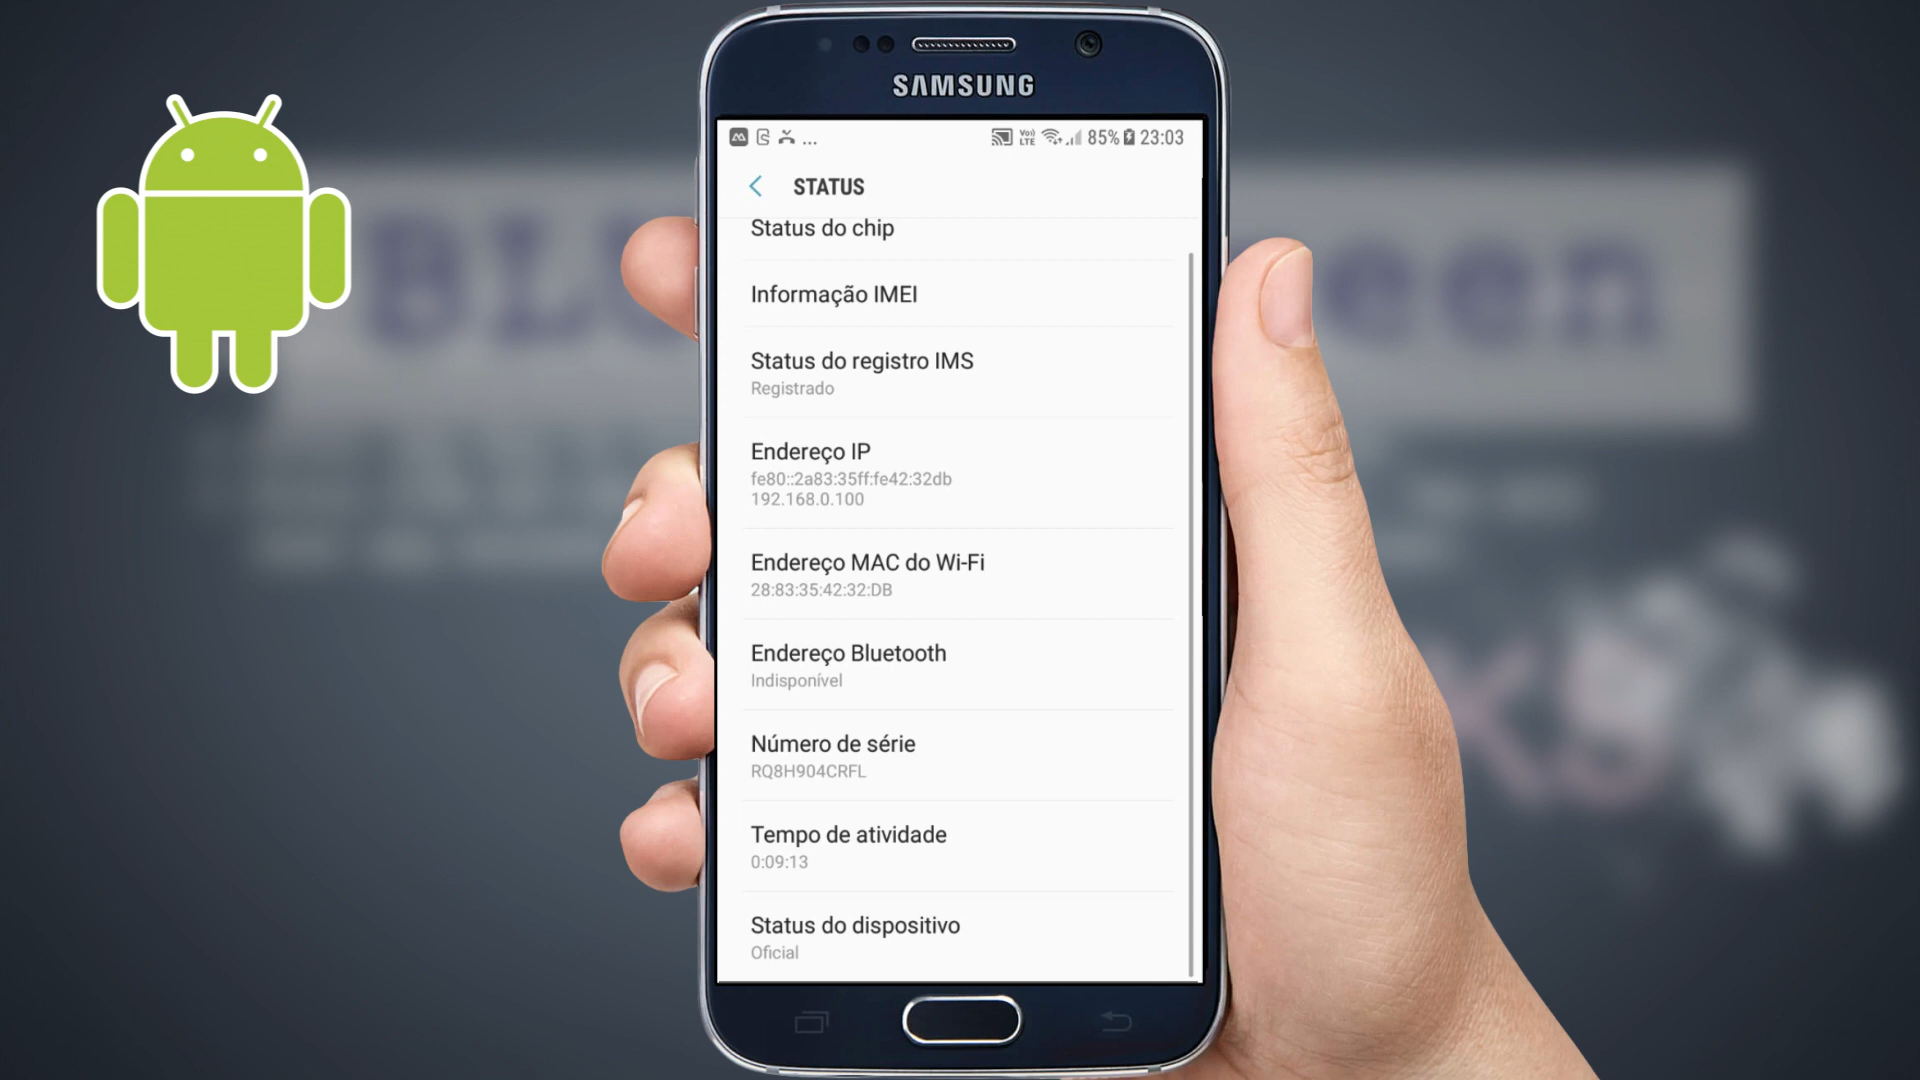 SAMSUNG
... VoLTE 85% 23:03
STATUS
Status do chip
Informação IMEI
Status do registro IMS
Registrado
Endereço IP
fe80::2a83:35ff:fe42:32db
192.168.0.100
Endereço MAC do Wi-Fi
28:83:35:42:32:DB
Endereço Bluetooth
Indisponível
Número de série
RQ8H904CRFL
Tempo de atividade
0:09:13
Status do dispositivo
Oficial